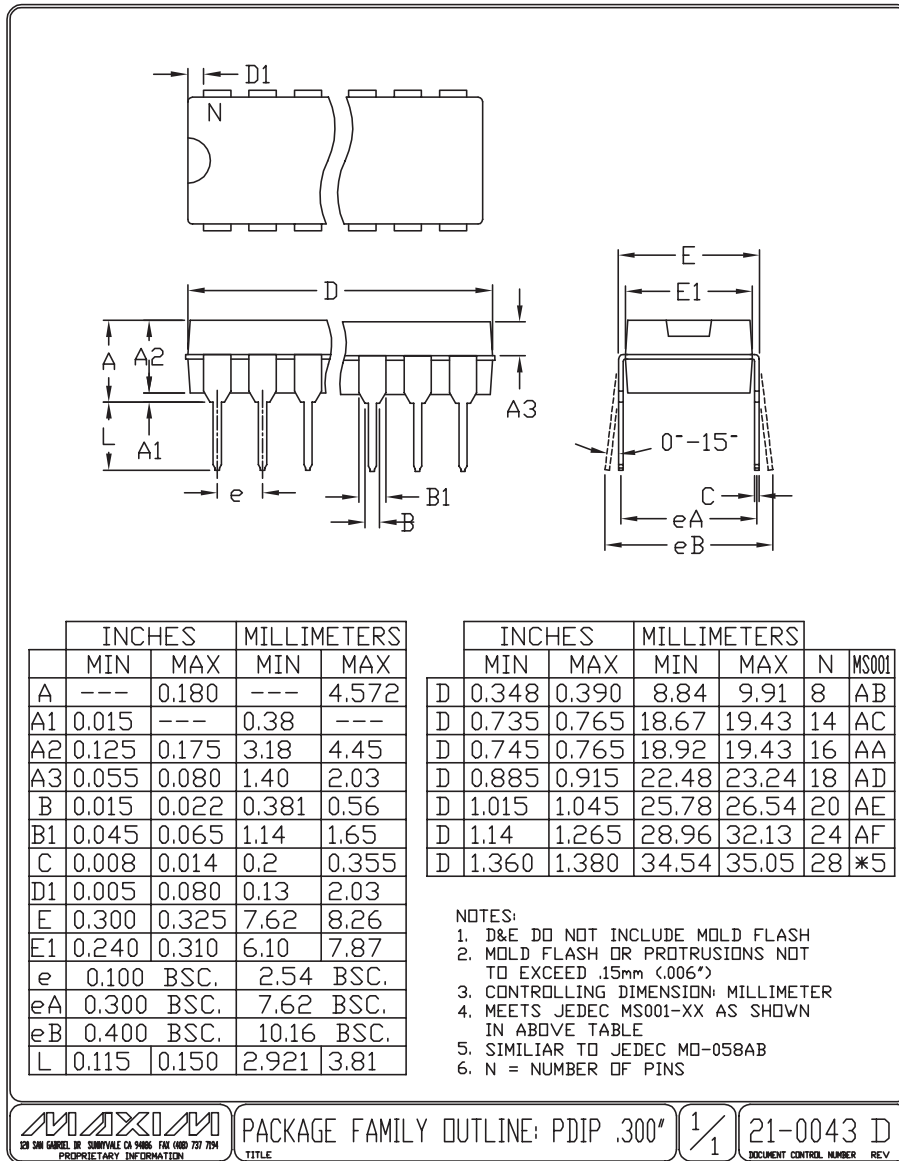 D1
N
D
E
E1
A
A2
A3
L
A1
0°-15°
e
B1
B
C
eA
eB
INCHES MILLIMETERS
MIN MAX MIN MAX
A --- 0.180 --- 4.572
A1 0.015 --- 0.38 ---
A2 0.125 0.175 3.18 4.45
A3 0.055 0.080 1.40 2.03
B 0.015 0.022 0.381 0.56
B1 0.045 0.065 1.14 1.65
C 0.008 0.014 0.2 0.355
D1 0.005 0.080 0.13 2.03
E 0.300 0.325 7.62 8.26
E1 0.240 0.310 6.10 7.87
e 0.100 BSC. 2.54 BSC.
eA 0.300 BSC. 7.62 BSC.
eB 0.400 BSC. 10.16 BSC.
L 0.115 0.150 2.921 3.81
INCHES MILLIMETERS
MIN MAX MIN MAX N MS001
D 0.348 0.390 8.84 9.91 8 AB
D 0.735 0.765 18.67 19.43 14 AC
D 0.745 0.765 18.92 19.43 16 AA
D 0.885 0.915 22.48 23.24 18 AD
D 1.015 1.045 25.78 26.54 20 AE
D 1.14 1.265 28.96 32.13 24 AF
D 1.360 1.380 34.54 35.05 28 *5
NOTES:
1. D&E DO NOT INCLUDE MOLD FLASH
2. MOLD FLASH OR PROTRUSIONS NOT
TO EXCEED .15mm (.006")
3. CONTROLLING DIMENSION: MILLIMETER
4. MEETS JEDEC MS001-XX AS SHOWN
IN ABOVE TABLE
5. SIMILIAR TO JEDEC MO-058AB
6. N = NUMBER OF PINS
MAXIM
120 SAN GABRIEL DR SUNNYVALE CA 94086 FAX (408) 737 7194
PROPRIETARY INFORMATION
PACKAGE FAMILY OUTLINE: PDIP .300"
TITLE
1/1
21-0043 D
DOCUMENT CONTROL NUMBER REV